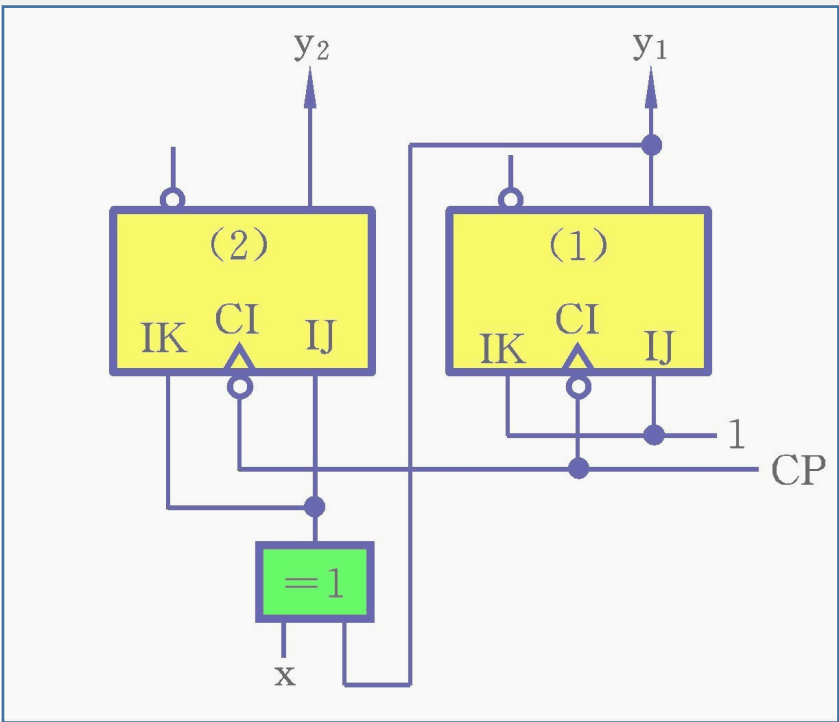 y₂ y₁
(2) (1)
IK CI IJ IK CI IJ
1
CP
=1
x